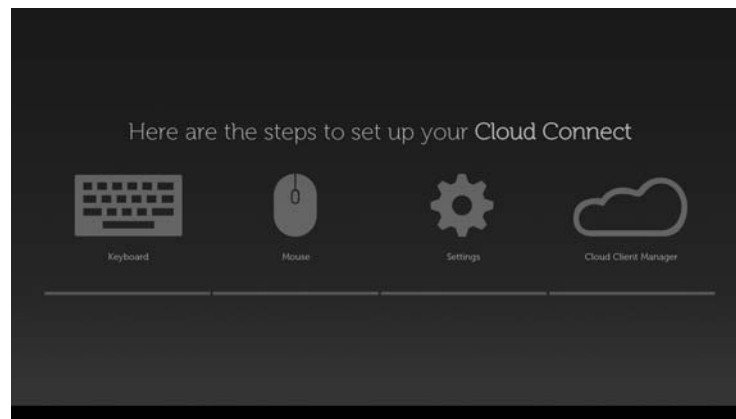 Here are the steps to set up your Cloud Connect
Keyboard
Mouse
Settings
Cloud Client Manager